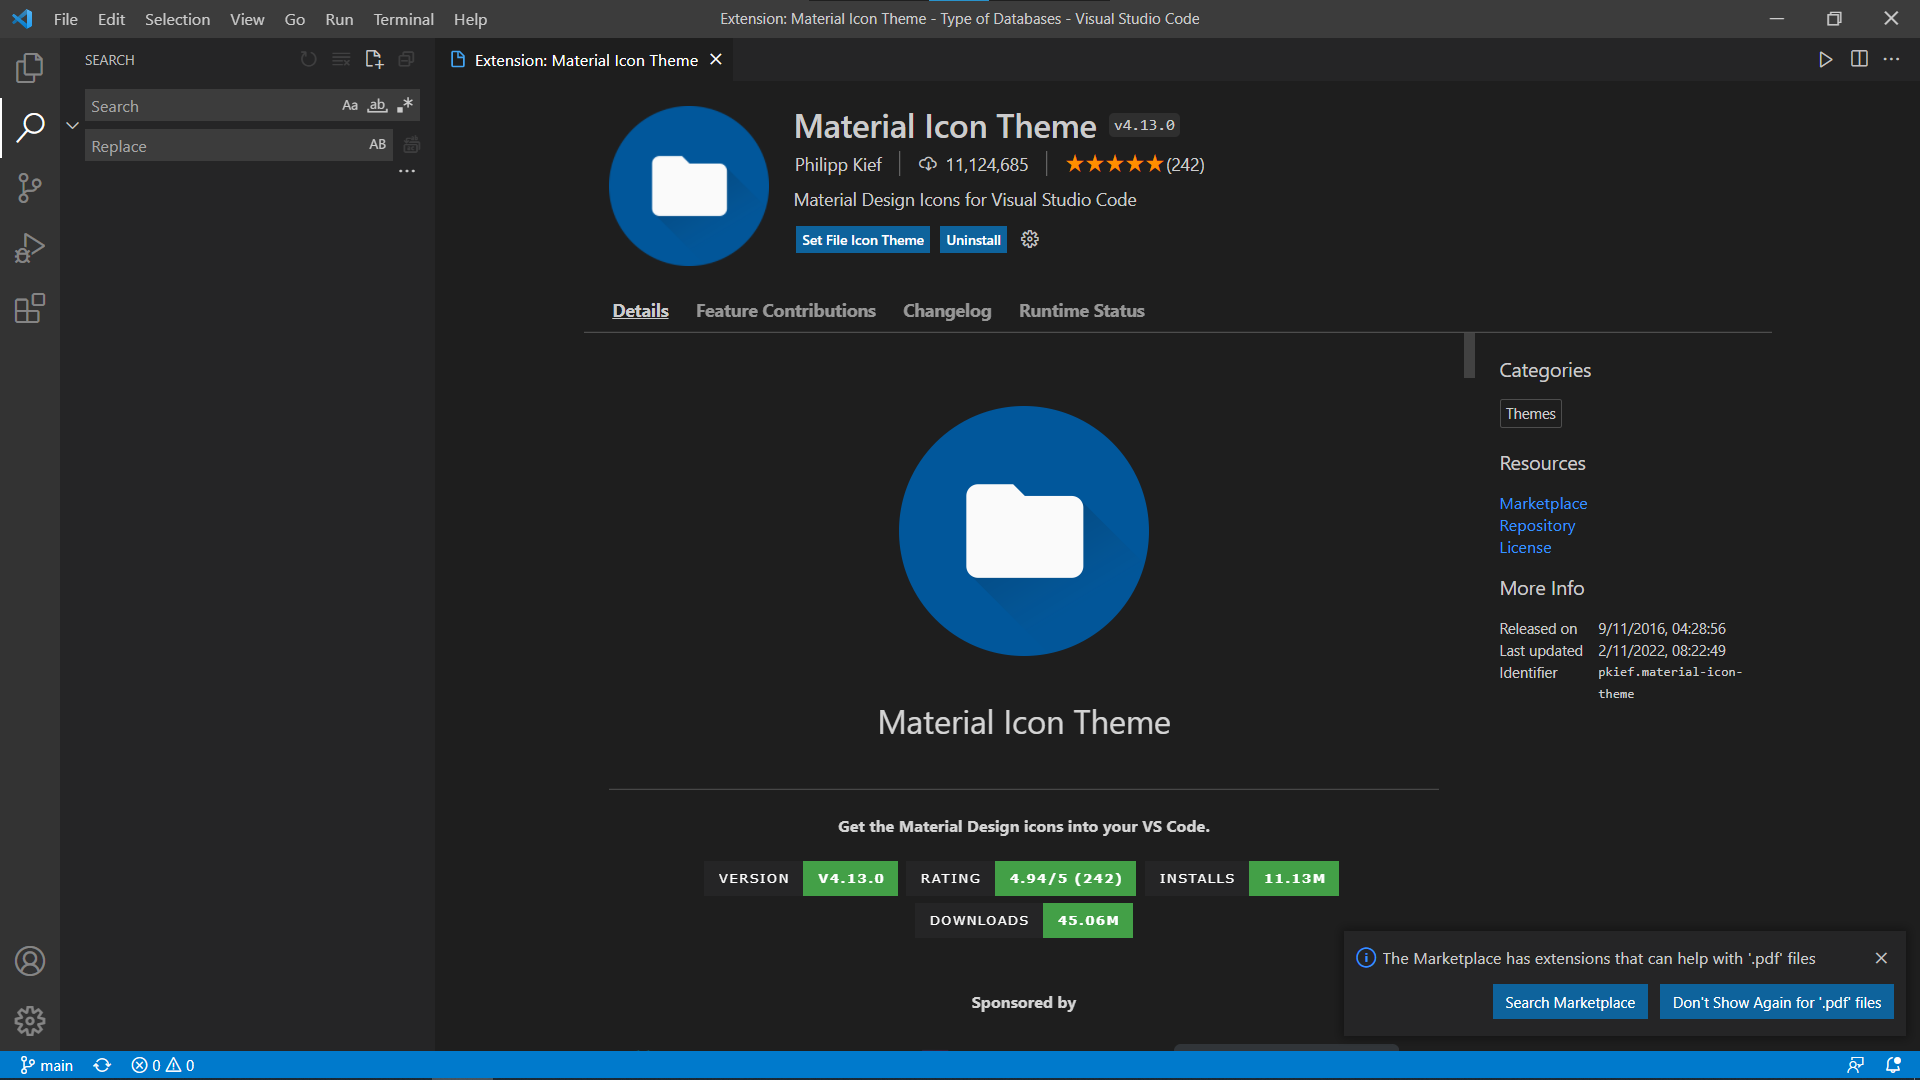 File Edit Selection View Go Run Terminal Help
Extension: Material Icon Theme - Type of Databases - Visual Studio Code
SEARCH
Search
Aa ab .*
Replace
AB
Extension: Material Icon Theme
Material Icon Theme v4.13.0
Philipp Kief 11,124,685 (242)
Material Design Icons for Visual Studio Code
Set File Icon Theme Uninstall
Details Feature Contributions Changelog Runtime Status
Material Icon Theme
Get the Material Design icons into your VS Code.
VERSION V4.13.0 RATING 4.94/5 (242) INSTALLS 11.13M
DOWNLOADS 45.06M
Sponsored by
Categories
Themes
Resources
Marketplace
Repository
License
More Info
Released on 9/11/2016, 04:28:56
Last updated 2/11/2022, 08:22:49
Identifier pkief.material-icon-
theme
The Marketplace has extensions that can help with '.pdf' files
Search Marketplace Don't Show Again for '.pdf' files
main 0 0